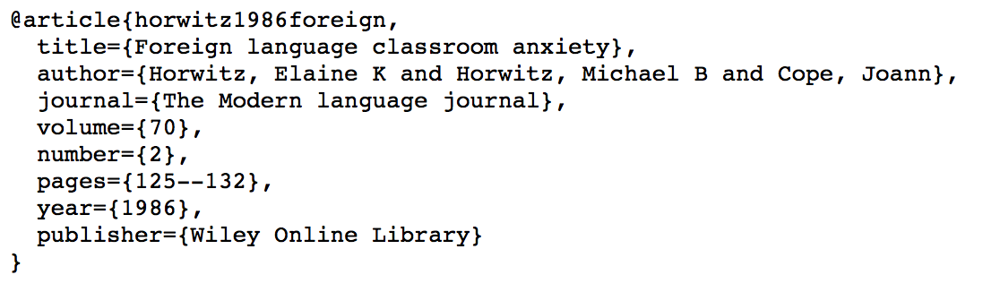 @article{horwitz1986foreign,
  title={Foreign language classroom anxiety},
  author={Horwitz, Elaine K and Horwitz, Michael B and Cope, Joann},
  journal={The Modern language journal},
  volume={70},
  number={2},
  pages={125--132},
  year={1986},
  publisher={Wiley Online Library}
}